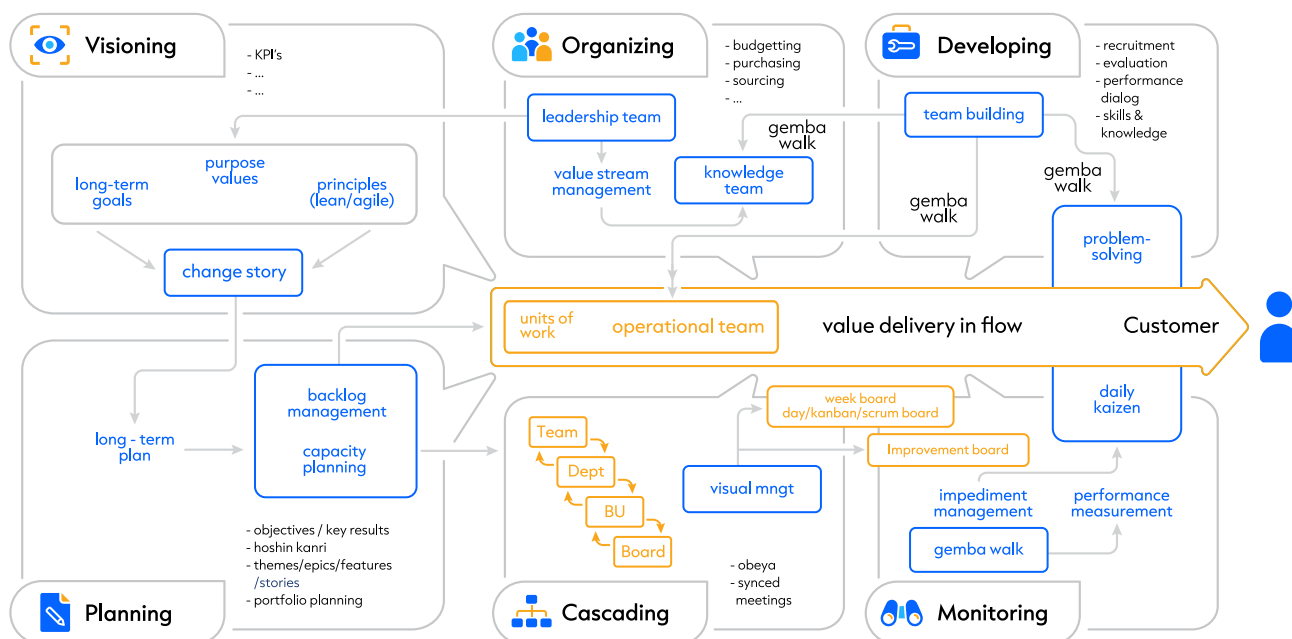 Visioning
- KPI's
- ...
- ...
purpose
values
long-term
goals
principles
(lean/agile)
change story
Organizing
- budgetting
- purchasing
- sourcing
- ...
leadership team
gemba
walk
value stream
management
knowledge
team
Developing
- recruitment
- evaluation
- performance
dialog
- skills &
knowledge
team building
gemba
walk
gemba
walk
problem-
solving
units of
work
operational team
value delivery in flow
Customer
long - term
plan
backlog
management
capacity
planning
- objectives / key results
- hoshin kanri
- themes/epics/features
/stories
- portfolio planning
Planning
Team
Dept
BU
Board
week board
day/kanban/scrum board
Improvement board
visual mngt
- obeya
- synced
meetings
Cascading
daily
kaizen
impediment
management
performance
measurement
gemba walk
Monitoring